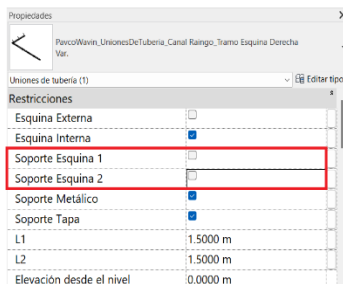 Propiedades
PavcoWavin_UnionesDeTuberia_Canal Raingo_Tramo Esquina Derecha
Var.
Uniones de tubería (1)
Editar tipo
Restricciones
Esquina Externa
Esquina Interna
Soporte Esquina 1
Soporte Esquina 2
Soporte Metálico
Soporte Tapa
L1 1.5000 m
L2 1.5000 m
Elevación desde el nivel 0.0000 m